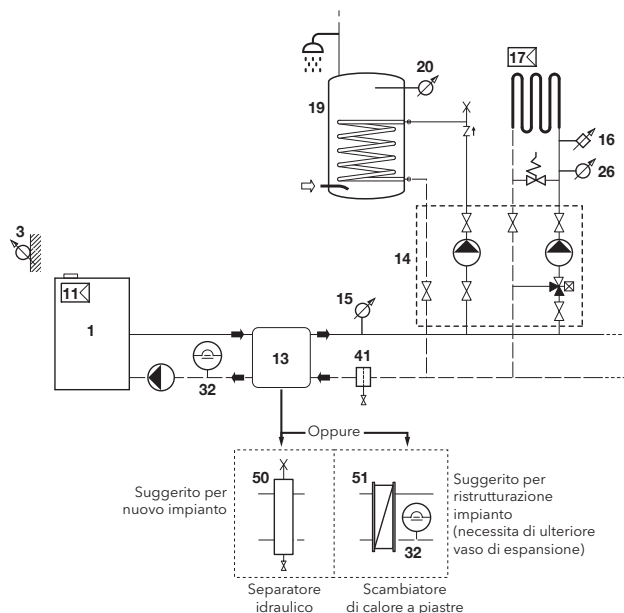 20
17
19
16
26
3
14
11
1
15
13
41
32
Oppure
50
51
Suggerito per
nuovo impianto
Suggerito per
ristrutturazione
impianto
(necessita di ulteriore
vaso di espansione)
32
Separatore
idraulico
Scambiatore
di calore a piastre